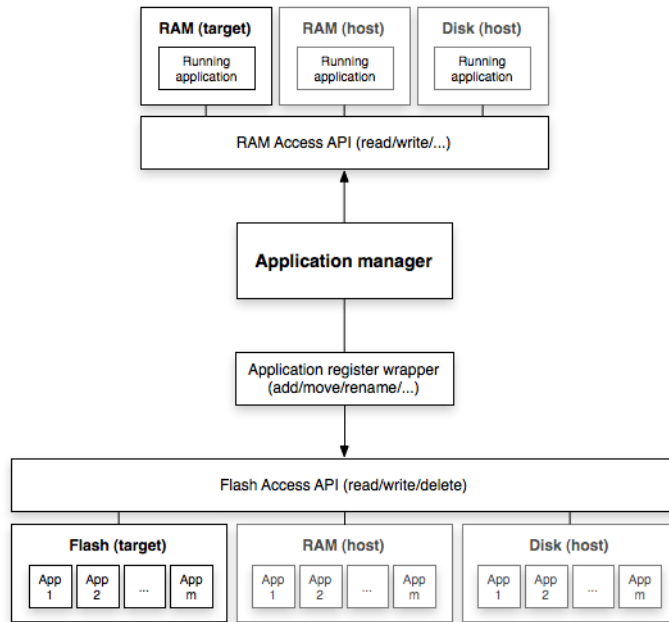 RAM (target)
RAM (host)
Disk (host)
Running
application
Running
application
Running
application
RAM Access API (read/write/...)
Application manager
Application register wrapper
(add/move/rename/...)
Flash Access API (read/write/delete)
Flash (target)
RAM (host)
Disk (host)
App
1
App
2
...
App
m
App
1
App
2
...
App
m
App
1
App
2
...
App
m